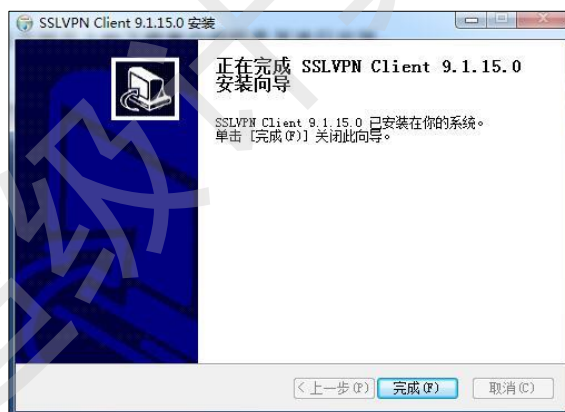 SSLVPN Client 9.1.15.0 安装
正在完成 SSLVPN Client 9.1.15.0
安装向导
SSLVPN Client 9.1.15.0 已安装在你的系统。
单击 [完成(F)] 关闭此向导。
<上一步(P) 完成(F) 取消(C)